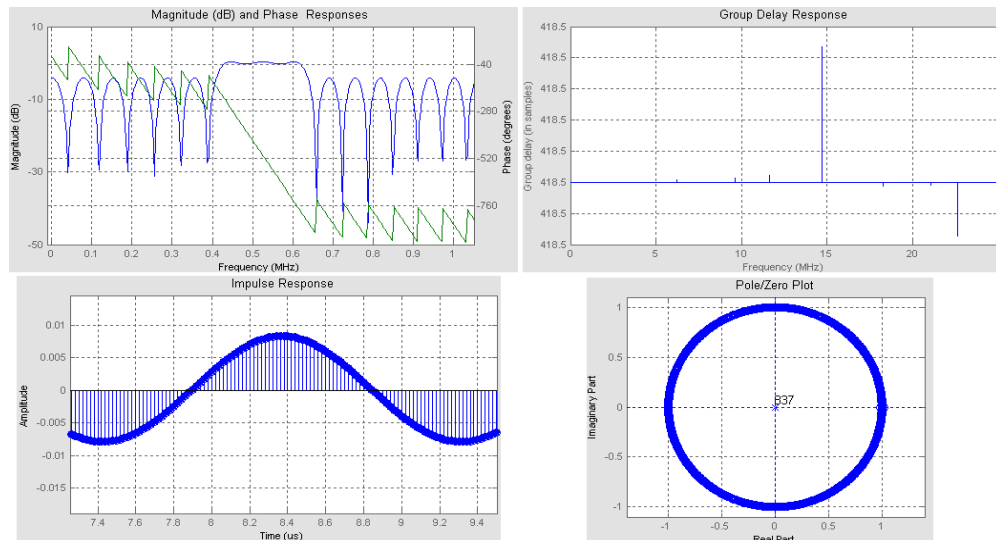 Magnitude (dB) and Phase Responses
10
-10
-30
-50
Magnitude (dB)
-40
-280
-520
-760
Phase (degrees)
0 0.1 0.2 0.3 0.4 0.5 0.6 0.7 0.8 0.9 1
Frequency (MHz)
Group Delay Response
418.5
418.5
418.5
418.5
418.5
418.5
418.5
418.5
Group delay (in samples)
0 5 10 15 20
Frequency (MHz)
Impulse Response
0.01
0.005
0
-0.005
-0.01
-0.015
Amplitude
7.4 7.6 7.8 8 8.2 8.4 8.6 8.8 9 9.2 9.4
Time (us)
Pole/Zero Plot
1
0.5
0
-0.5
-1
Imaginary Part
837
-1 -0.5 0 0.5 1
Real Part